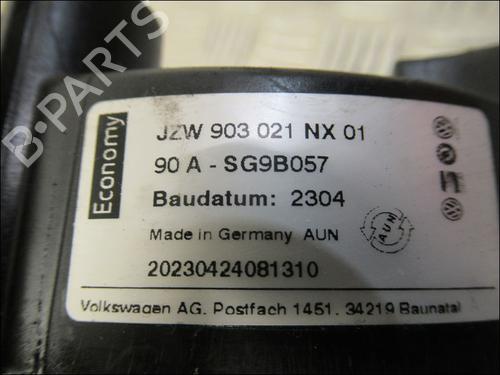 Economy
JZW 903 021 NX 01
90 A - SG9B057
Baudatum: 2304
Made in Germany AUN
AUN
20230424081310
Volkswagen AG. Postfach 1451. 34219 Baunatal
B-PARTS